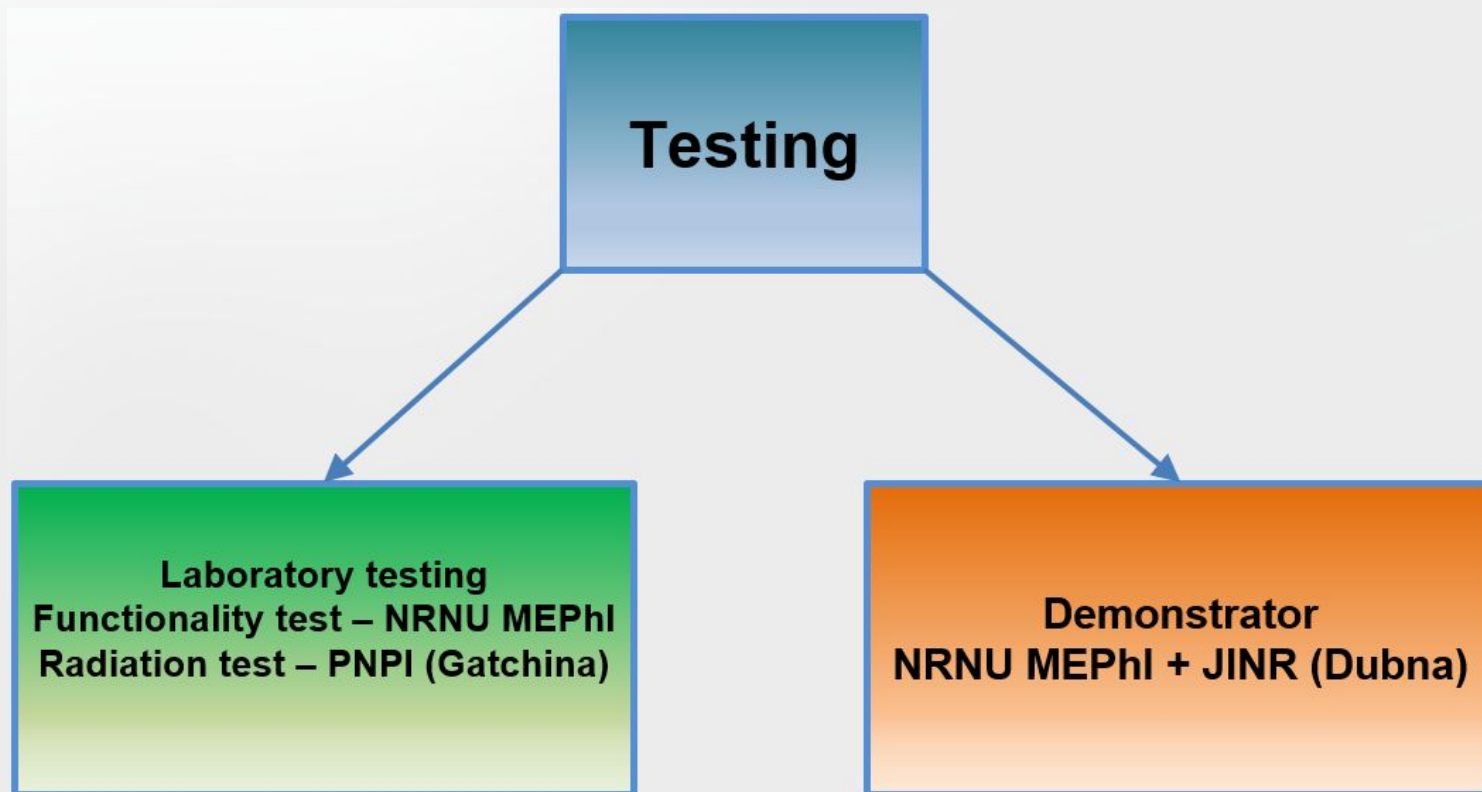 Testing
Laboratory testing
Functionality test – NRNU MEPhI
Radiation test – PNPI (Gatchina)
Demonstrator
NRNU MEPhI + JINR (Dubna)